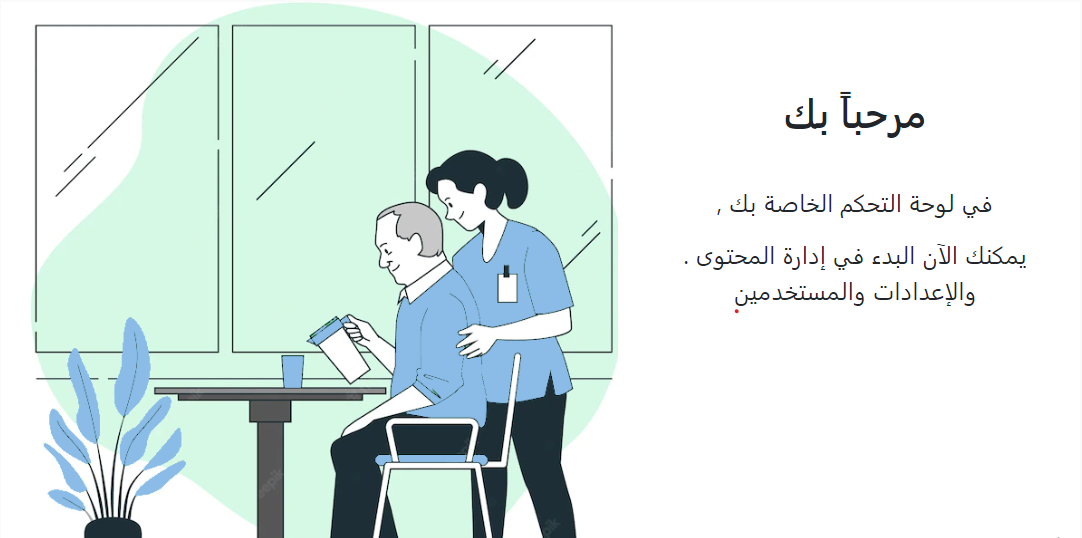 مرحباً بك
في لوحة التحكم الخاصة بك ,
يمكنك الآن البدء في إدارة المحتوى .
والإعدادات والمستخدمين